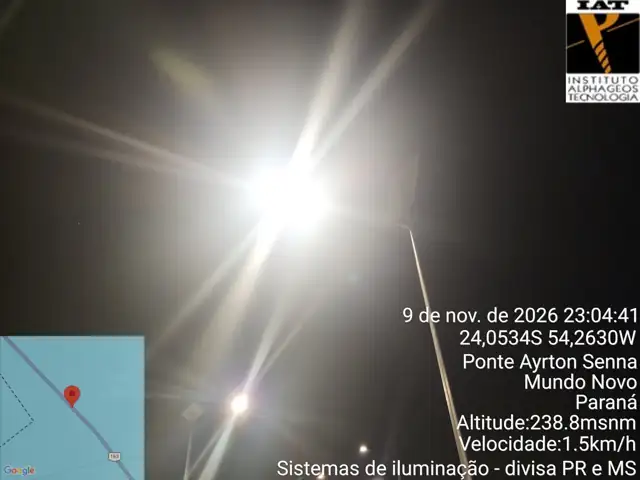 IAT
INSTITUTO
ALPHAGEOS
TECNOLOGIA
9 de nov. de 2026 23:04:41
24,0534S 54,2630W
Ponte Ayrton Senna
Mundo Novo
Paraná
Altitude:238.8msnm
Velocidade:1.5km/h
Sistemas de iluminação - divisa PR e MS
163
Google